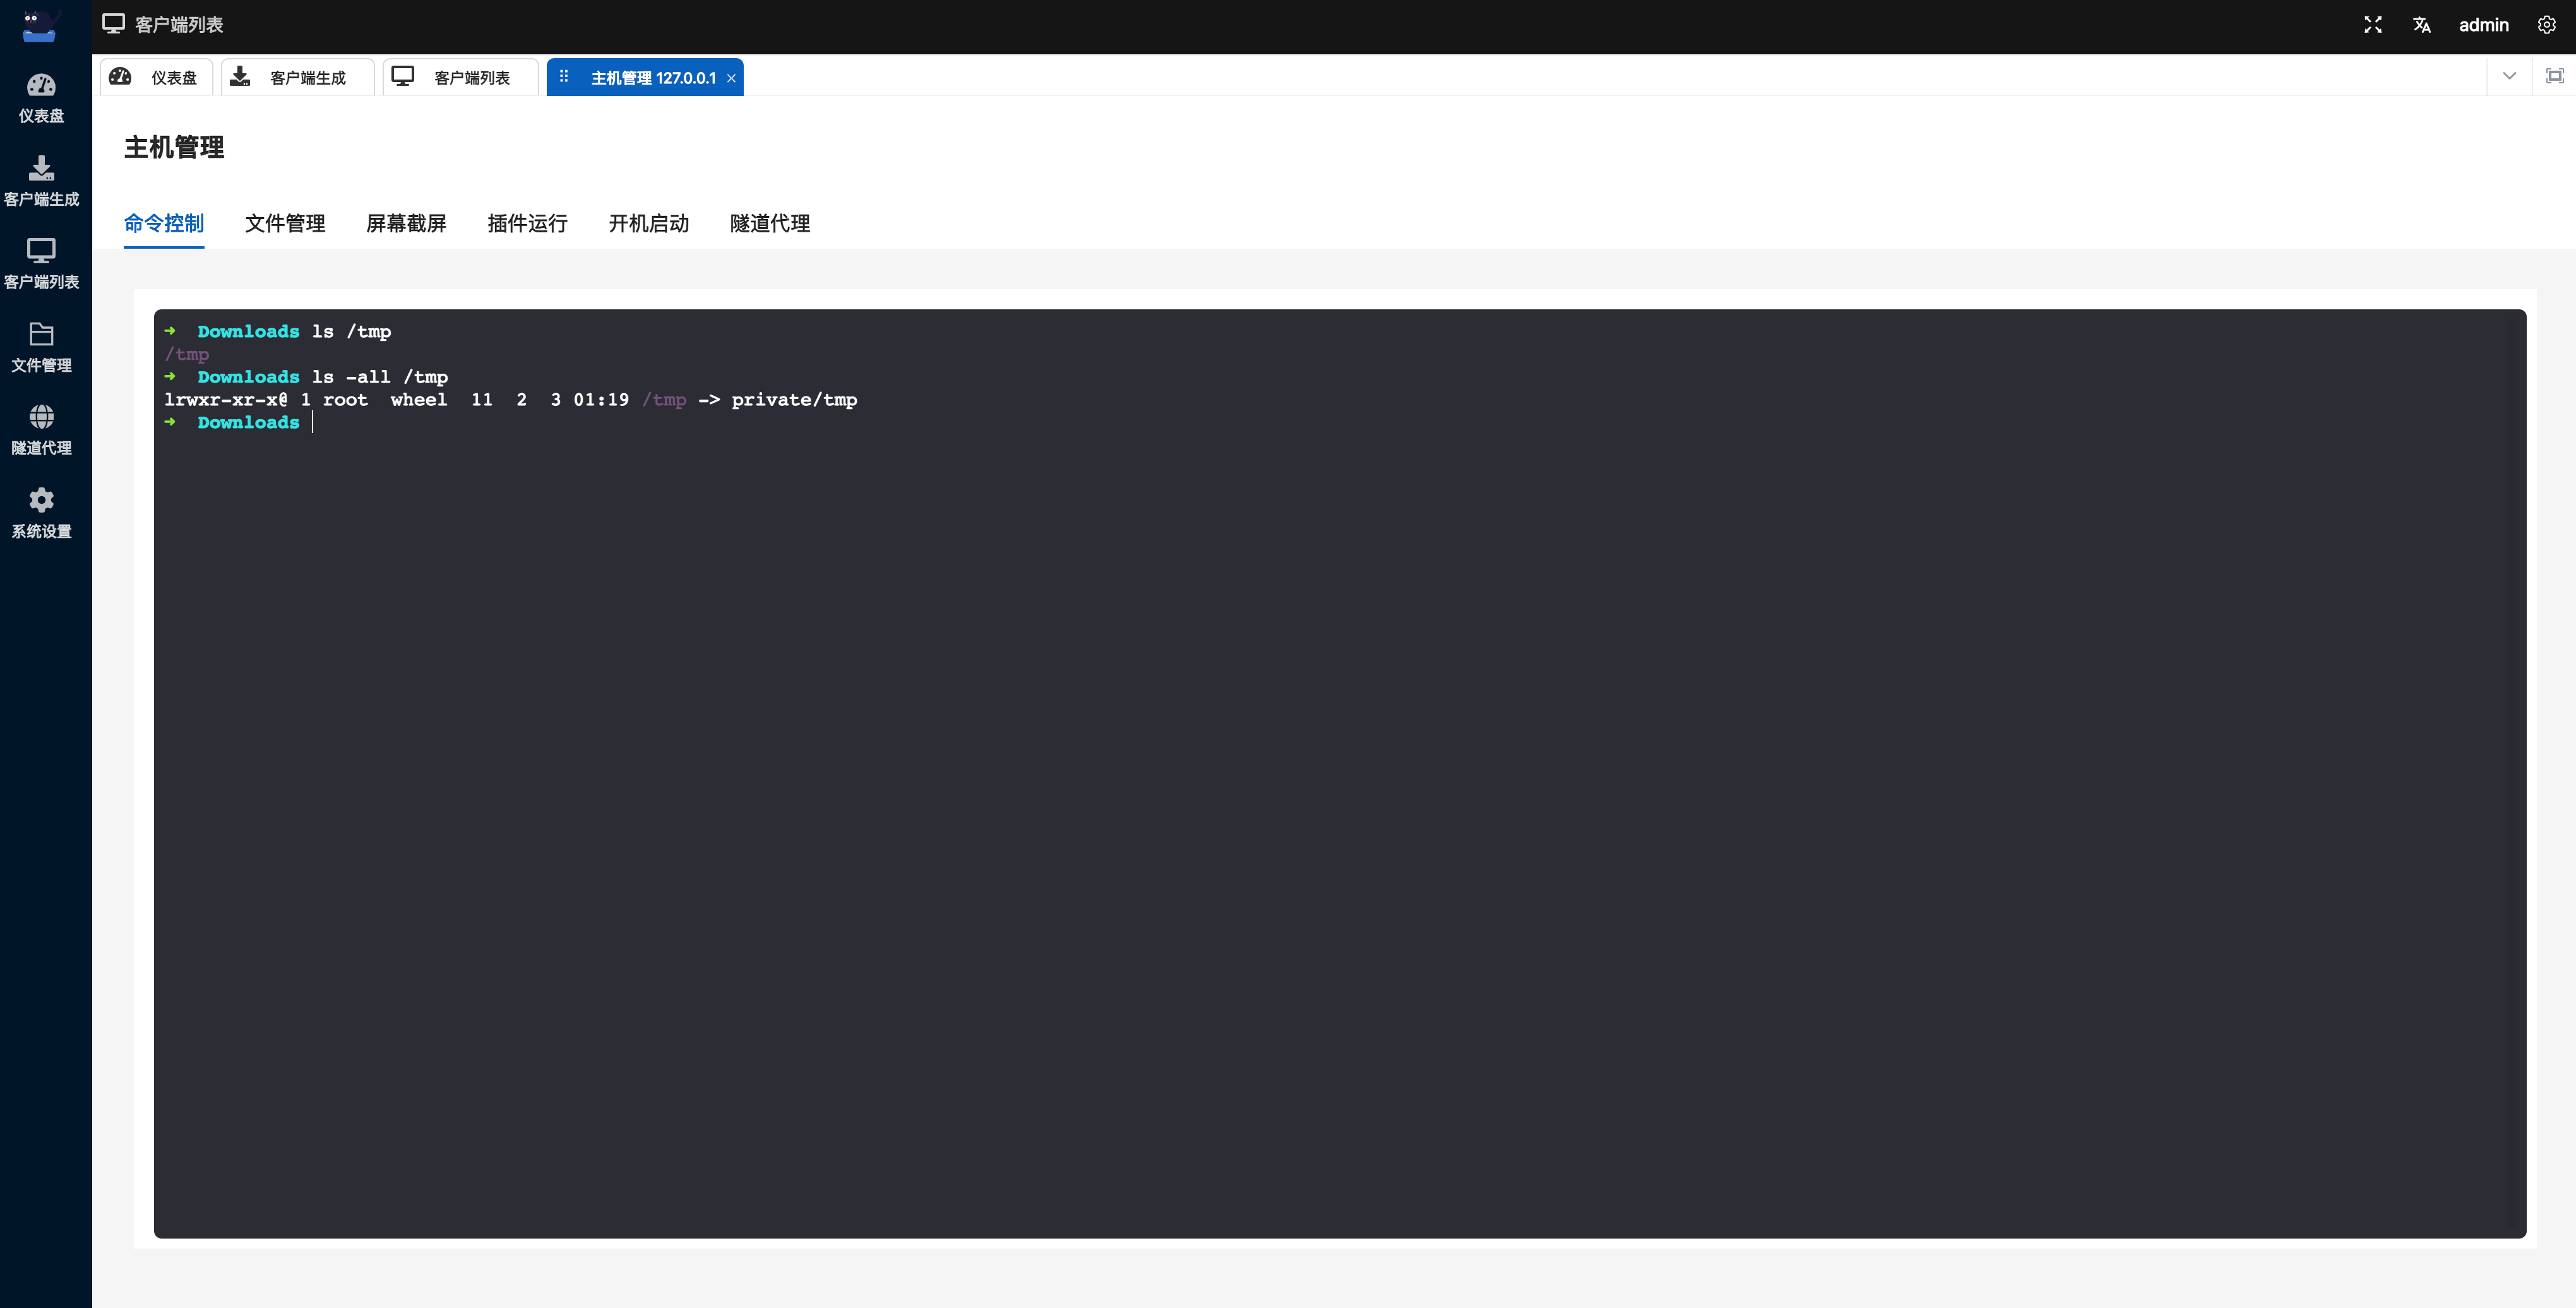 客户端列表
admin
仪表盘
客户端生成
客户端列表
主机管理 127.0.0.1
仪表盘
客户端生成
客户端列表
文件管理
隧道代理
系统设置
主机管理
命令控制 文件管理 屏幕截屏 插件运行 开机启动 隧道代理
➜ Downloads ls /tmp
/tmp
➜ Downloads ls -all /tmp
lrwxr-xr-x@ 1 root  wheel  11  2  3 01:19 /tmp -> private/tmp
➜ Downloads